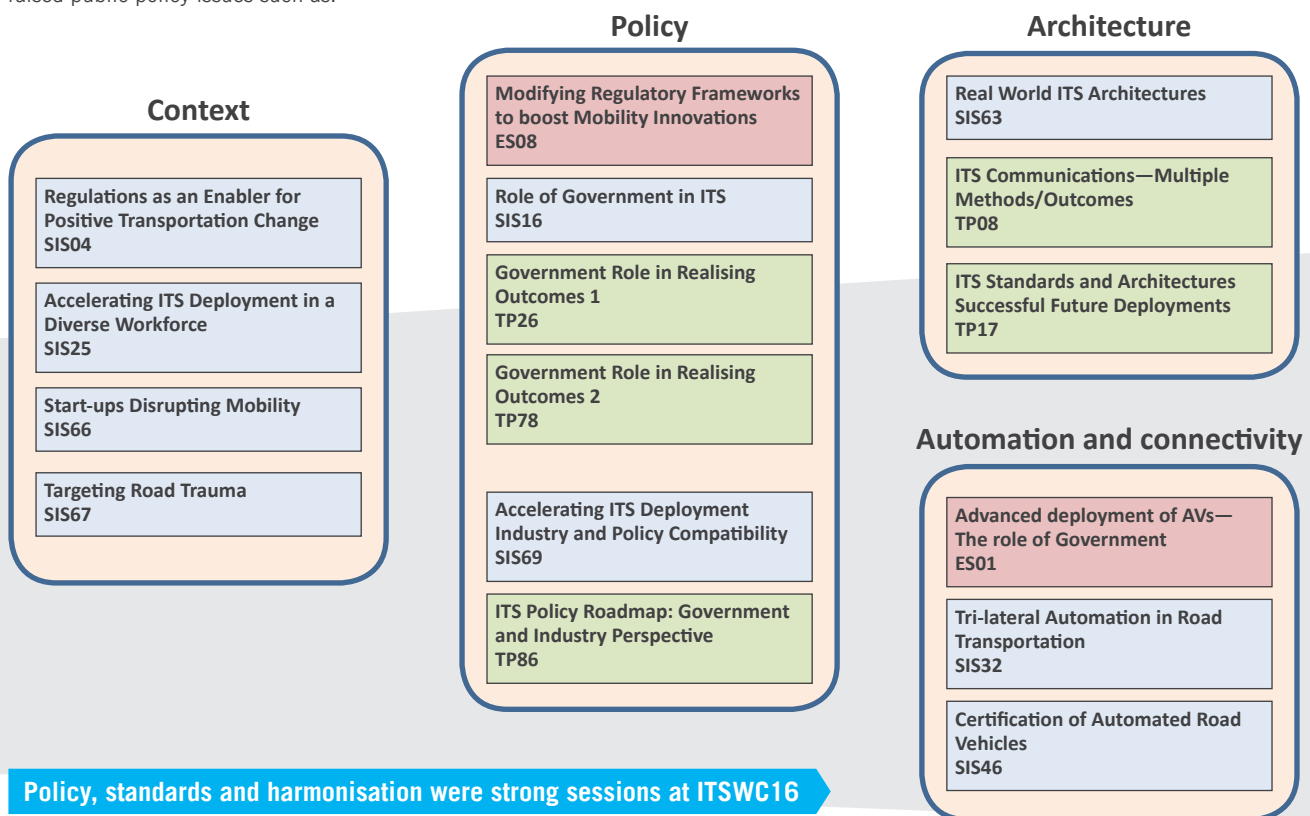 raised public policy issues such as:
Context
Regulations as an Enabler for
Positive Transportation Change
SIS04
Accelerating ITS Deployment in a
Diverse Workforce
SIS25
Start-ups Disrupting Mobility
SIS66
Targeting Road Trauma
SIS67
Policy
Modifying Regulatory Frameworks
to boost Mobility Innovations
ES08
Role of Government in ITS
SIS16
Government Role in Realising
Outcomes 1
TP26
Government Role in Realising
Outcomes 2
TP78
Accelerating ITS Deployment
Industry and Policy Compatibility
SIS69
ITS Policy Roadmap: Government
and Industry Perspective
TP86
Architecture
Real World ITS Architectures
SIS63
ITS Communications—Multiple
Methods/Outcomes
TP08
ITS Standards and Architectures
Successful Future Deployments
TP17
Automation and connectivity
Advanced deployment of AVs—
The role of Government
ES01
Tri-lateral Automation in Road
Transportation
SIS32
Certification of Automated Road
Vehicles
SIS46
Policy, standards and harmonisation were strong sessions at ITSWC16